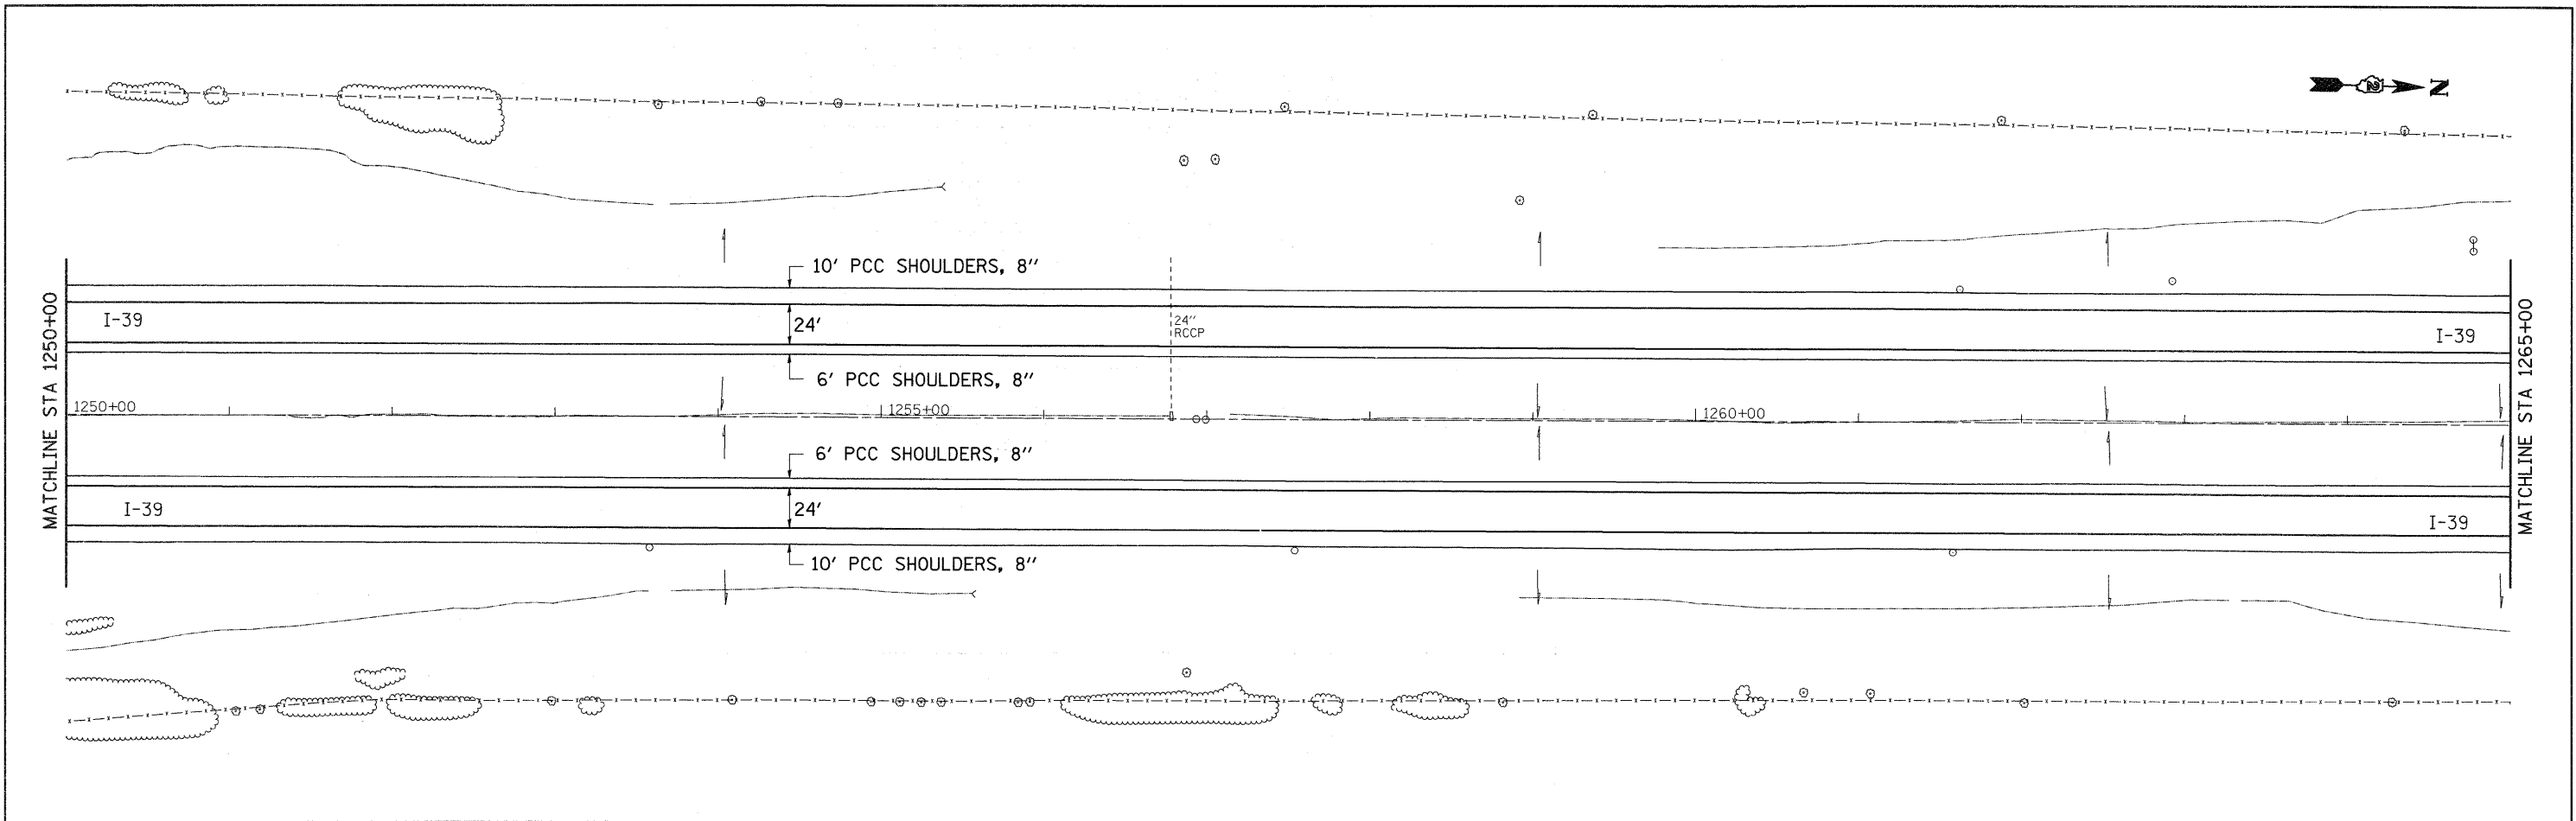 N
10' PCC SHOULDERS, 8"
I-39
24'
24"
RCCP
I-39
6' PCC SHOULDERS, 8"
MATCHLINE STA 1250+00
MATCHLINE STA 1265+00
1250+00
1255+00
1260+00
6' PCC SHOULDERS, 8"
I-39
24'
I-39
10' PCC SHOULDERS, 8"